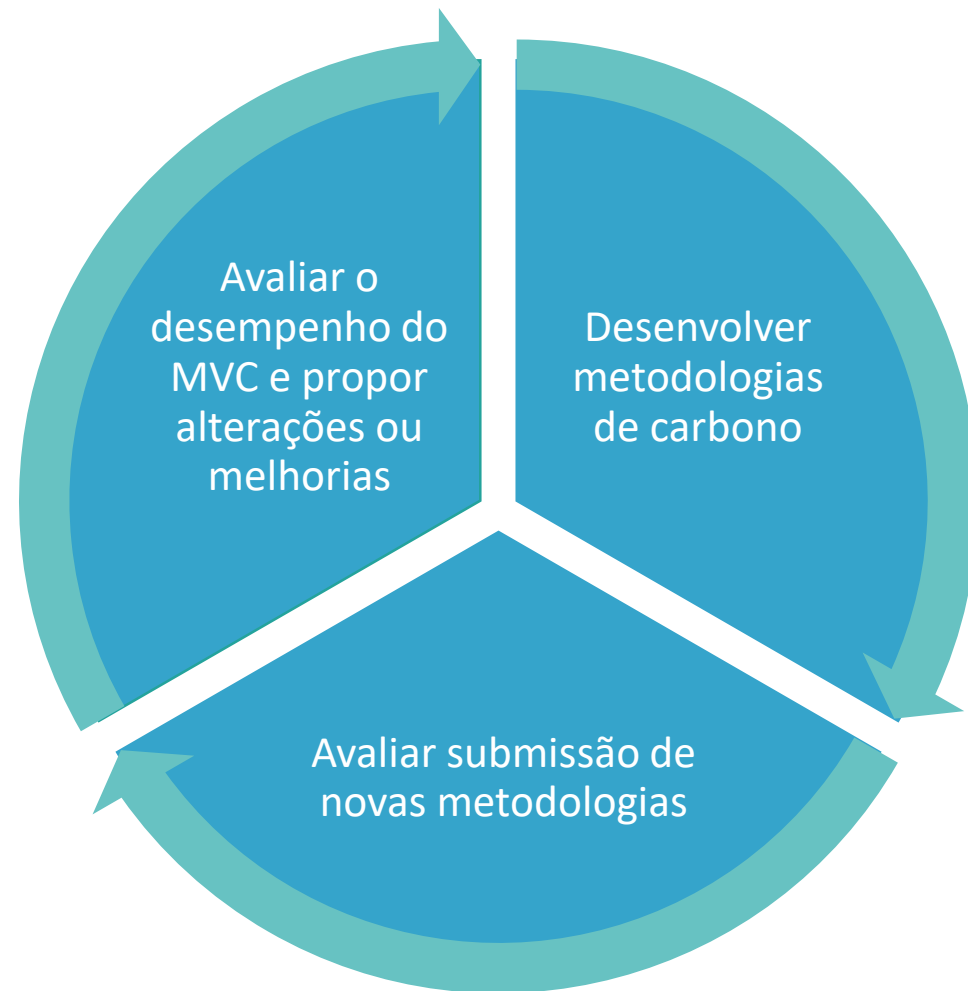 Avaliar o
desempenho do
MVC e propor
alterações ou
melhorias
Desenvolver
metodologias
de carbono
Avaliar submissão de
novas metodologias